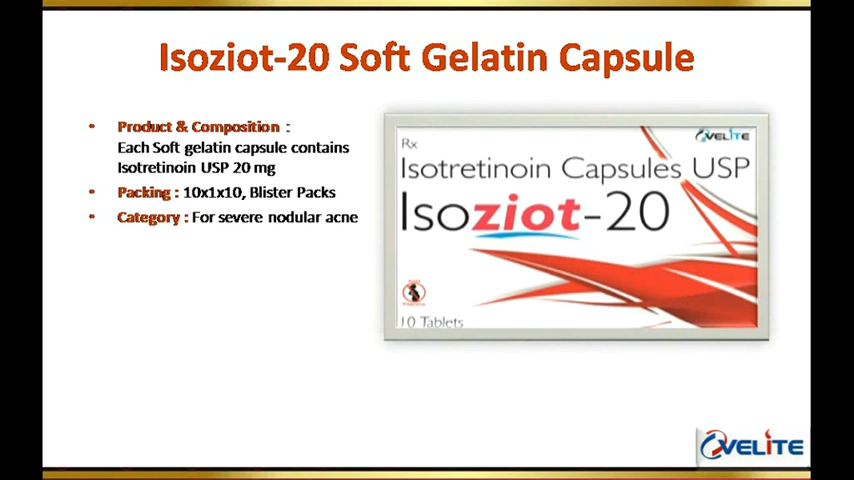 Isoziot-20 Soft Gelatin Capsule
• Product & Composition :
Each Soft gelatin capsule contains
Isotretinoin USP 20 mg
• Packing : 10x1x10, Blister Packs
• Category : For severe nodular acne
VELITE
Rx
Isotretinoin Capsules USP
Isoziot-20
10 Tablets
VELITE